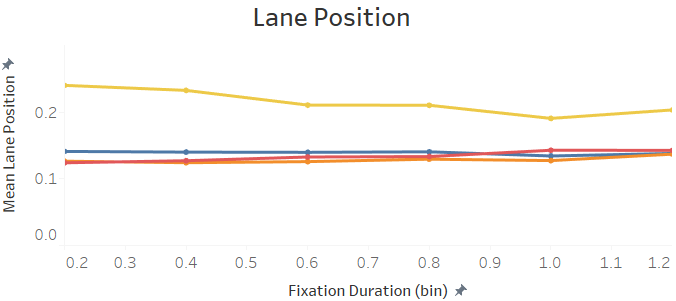 Lane Position
Mean Lane Position
0.2
0.1
0.0
0.2 0.3 0.4 0.5 0.6 0.7 0.8 0.9 1.0 1.1 1.2
Fixation Duration (bin)